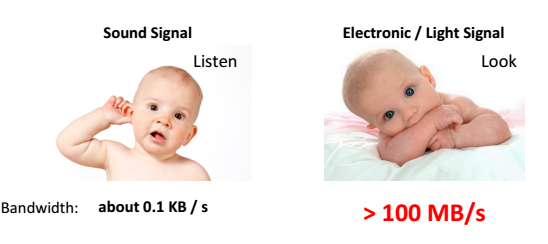 Sound Signal
Electronic / Light Signal
Listen
Look
Bandwidth: about 0.1 KB / s
> 100 MB/s